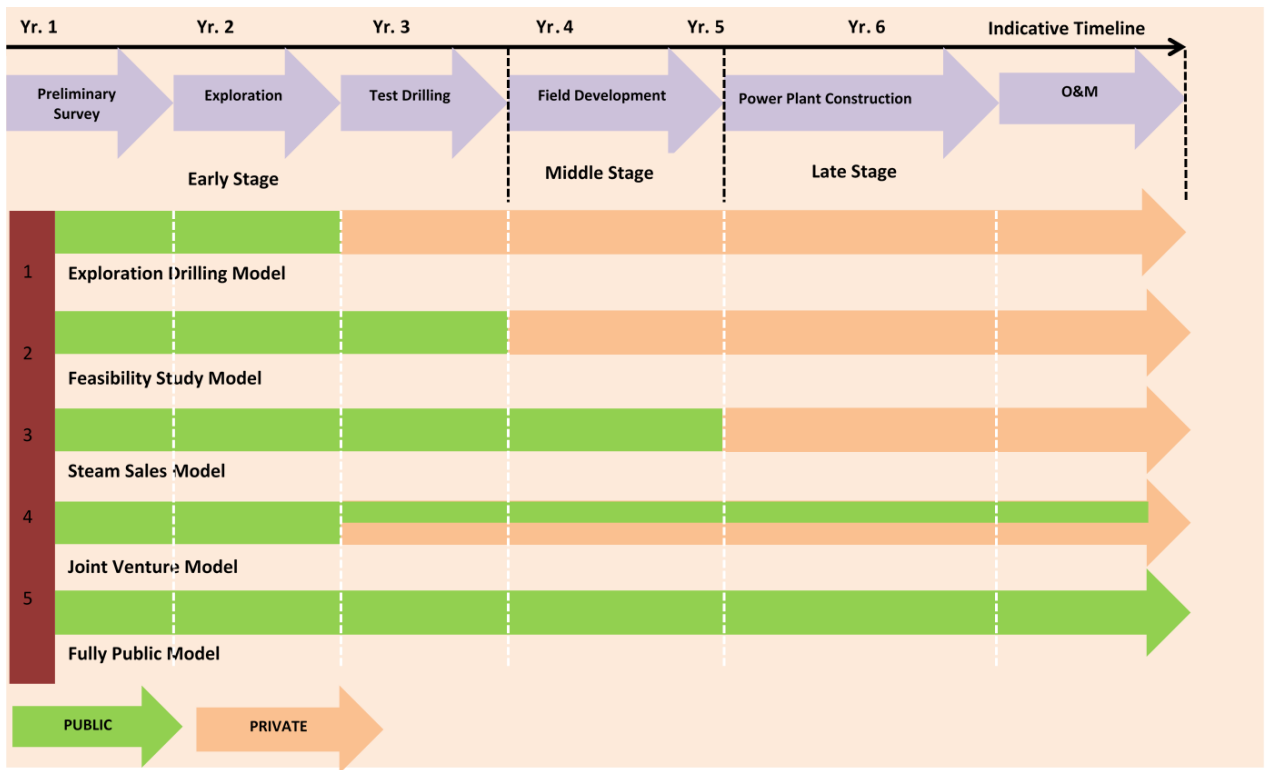 Yr. 1 Yr. 2 Yr. 3 Yr. 4 Yr. 5 Yr. 6 Indicative Timeline
Preliminary
Survey
Exploration
Test Drilling
Field Development
Power Plant Construction
O&M
Early Stage
Middle Stage
Late Stage
1
Exploration Drilling Model
2
Feasibility Study Model
3
Steam Sales Model
4
Joint Venture Model
5
Fully Public Model
PUBLIC
PRIVATE